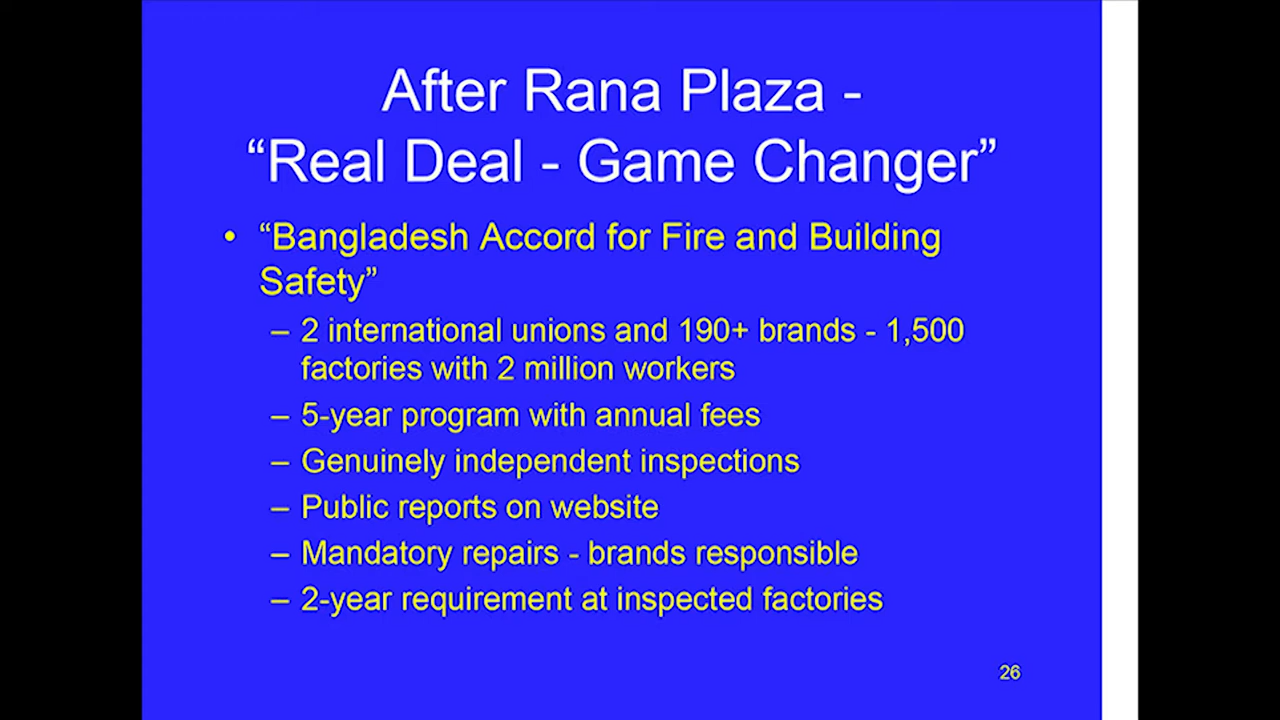 After Rana Plaza -
“Real Deal - Game Changer”
• “Bangladesh Accord for Fire and Building
Safety”
– 2 international unions and 190+ brands - 1,500
factories with 2 million workers
– 5-year program with annual fees
– Genuinely independent inspections
– Public reports on website
– Mandatory repairs - brands responsible
– 2-year requirement at inspected factories
26